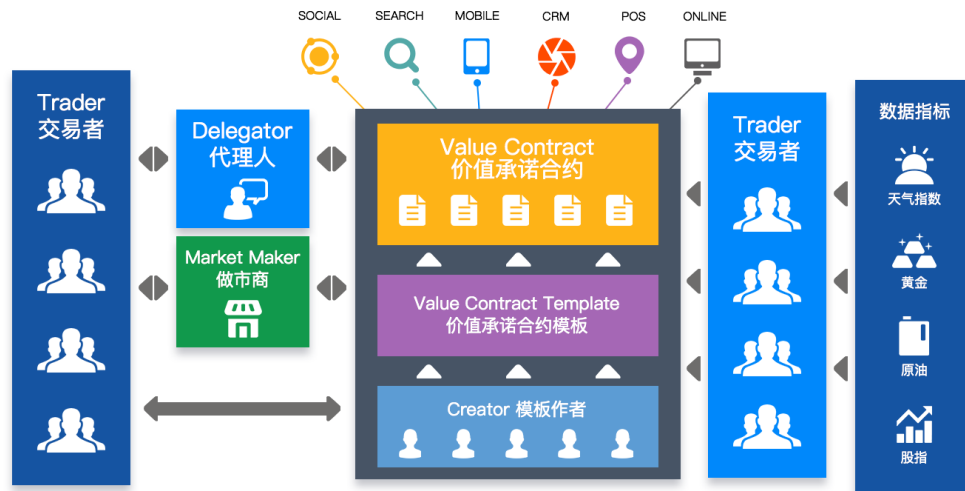 SOCIAL
SEARCH
MOBILE
CRM
POS
ONLINE
Trader
交易者
Delegator
代理人
Market Maker
做市商
Value Contract
价值承诺合约
Value Contract Template
价值承诺合约模板
Creator 模板作者
Trader
交易者
数据指标
天气指数
黄金
原油
股指